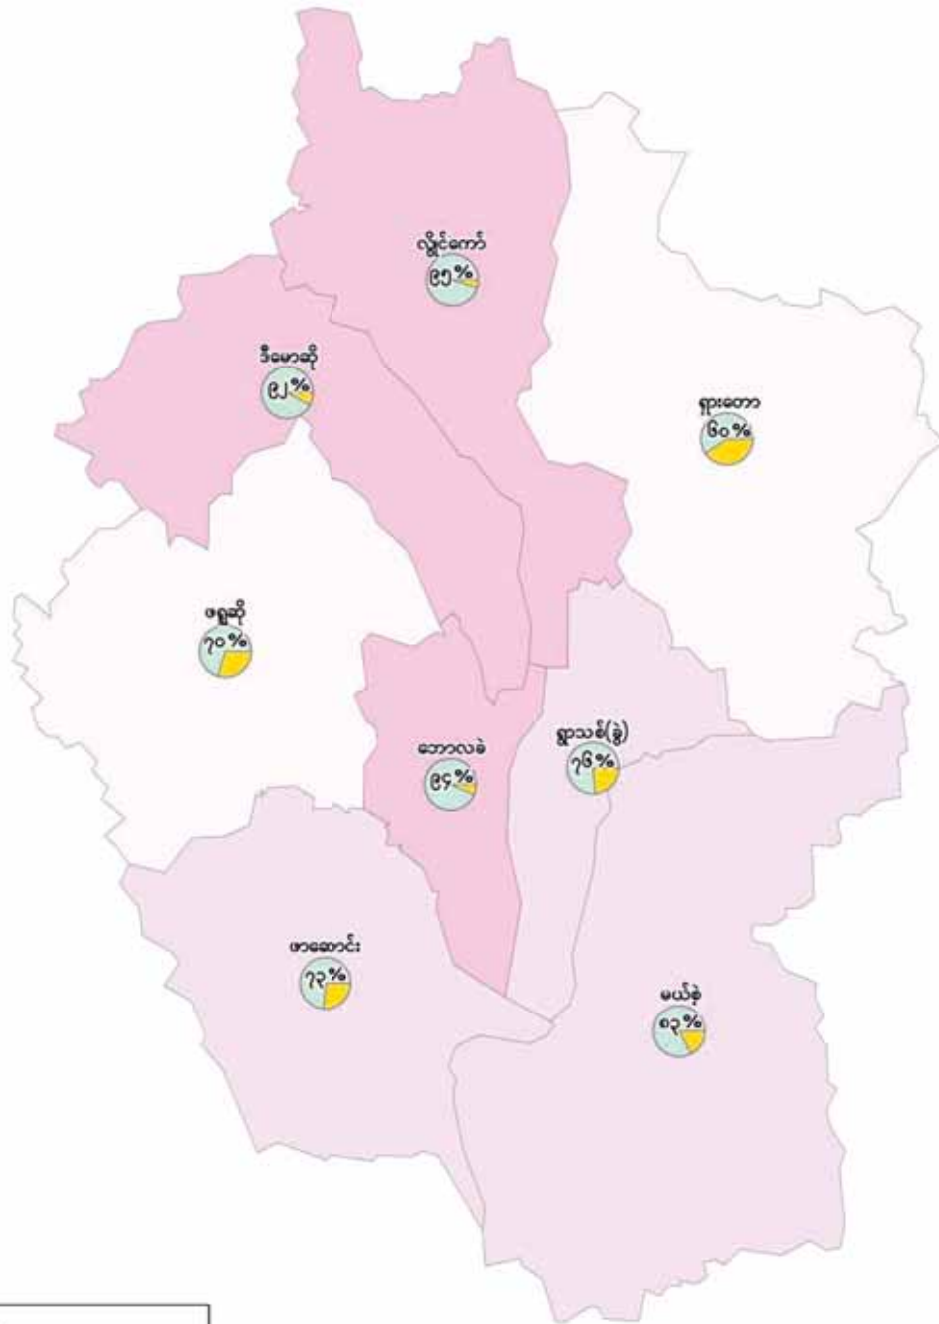 လွိုင်ကော်
၉၅%
ဒီမောဆို
၉၂%
ရှားတော
၆၀%
ဖရူဆို
၇၀%
ဘောလခဲ
၉၄%
ရွာသစ်(ခွဲ)
၇၆%
ဖာဆောင်း
၇၃%
မယ်စဲ့
၈၃%